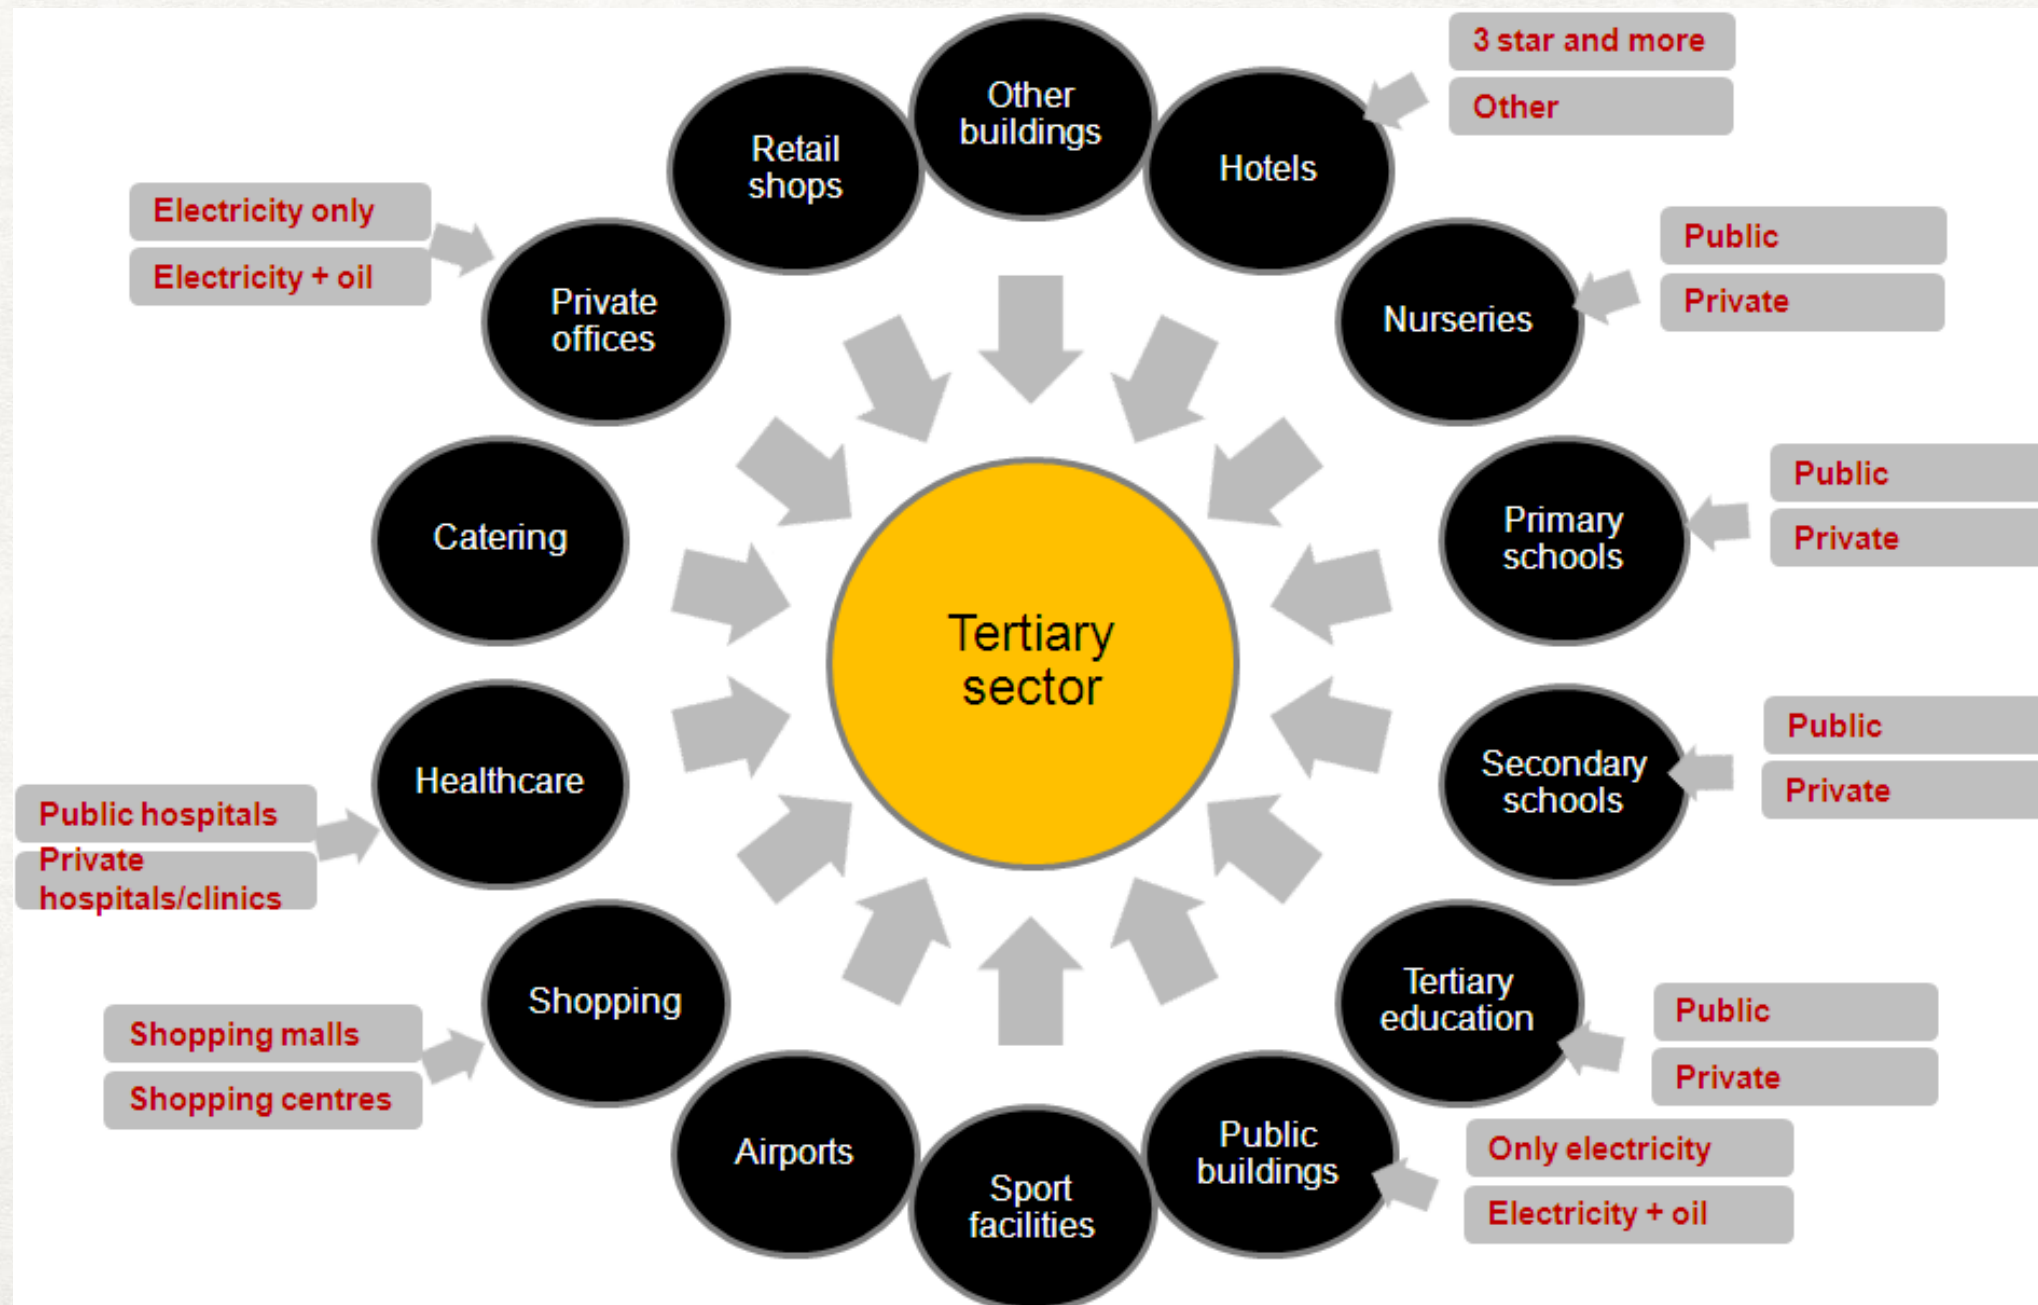 3 star and more
Other
Other
buildings
Hotels
Retail
shops
Electricity only
Electricity + oil
Private
offices
Public
Private
Nurseries
Catering
Public
Private
Primary
schools
Tertiary
sector
Public
Private
Secondary
schools
Healthcare
Public hospitals
Private
hospitals/clinics
Shopping
Shopping malls
Shopping centres
Tertiary
education
Public
Private
Airports
Sport
facilities
Public
buildings
Only electricity
Electricity + oil